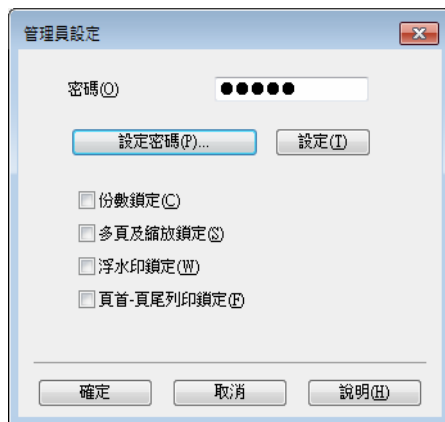 管理員設定
密碼(O) ●●●●●
設定密碼(P)... 設定(T)
份數鎖定(C)
多頁及縮放鎖定(S)
浮水印鎖定(W)
頁首-頁尾列印鎖定(F)
確定 取消 說明(H)